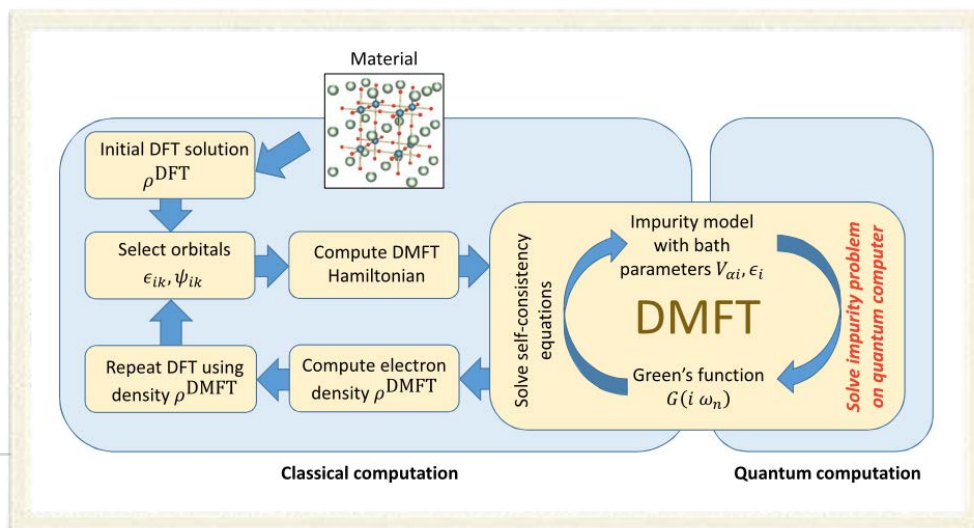 Material
Initial DFT solution
ρ^DFT
Select orbitals
ϵ_ik, ψ_ik
Compute DMFT
Hamiltonian
Repeat DFT using
density ρ^DMFT
Compute electron
density ρ^DMFT
Solve self-consistency
equations
Impurity model
with bath
parameters V_αi, ϵ_i
DMFT
Green's function
G(i ω_n)
Solve impurity problem
on quantum computer
Classical computation
Quantum computation